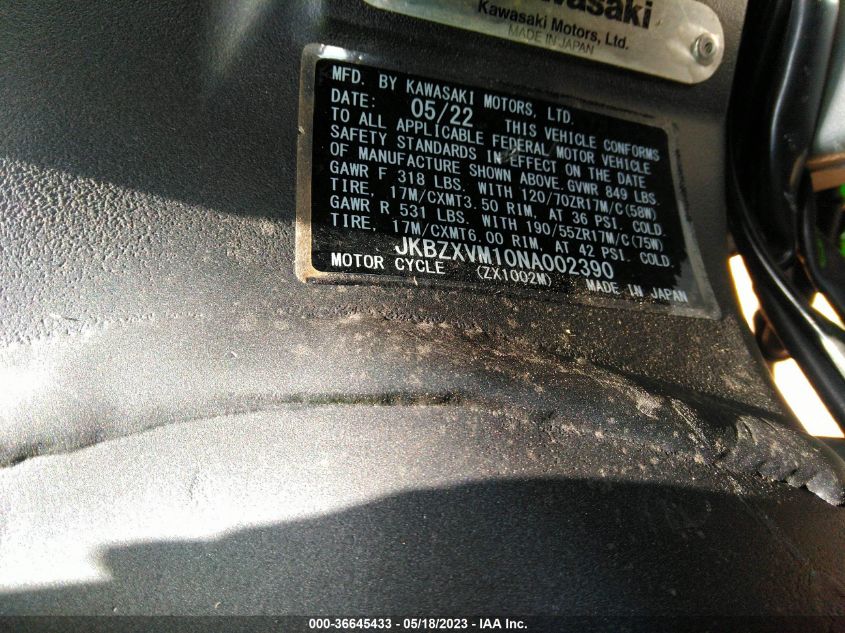 Kawasaki Motors, Ltd.
MADE IN JAPAN
MFD. BY KAWASAKI MOTORS, LTD.
DATE: 05/22 THIS VEHICLE CONFORMS
TO ALL APPLICABLE FEDERAL MOTOR VEHICLE
SAFETY STANDARDS IN EFFECT ON THE DATE
OF MANUFACTURE SHOWN ABOVE. GVWR 849 LBS.
GAWR F 318 LBS. WITH 120/70ZR17M/C(58W)
TIRE, 17M/CXMT3.50 RIM, AT 36 PSI. COLD.
GAWR R 531 LBS. WITH 190/55ZR17M/C(75W)
TIRE, 17M/CXMT6.00 RIM, AT 42 PSI. COLD.
JKBZXVM10NA002390
MOTOR CYCLE (ZX1002M) MADE IN JAPAN
000-36645433 - 05/18/2023 - IAA Inc.